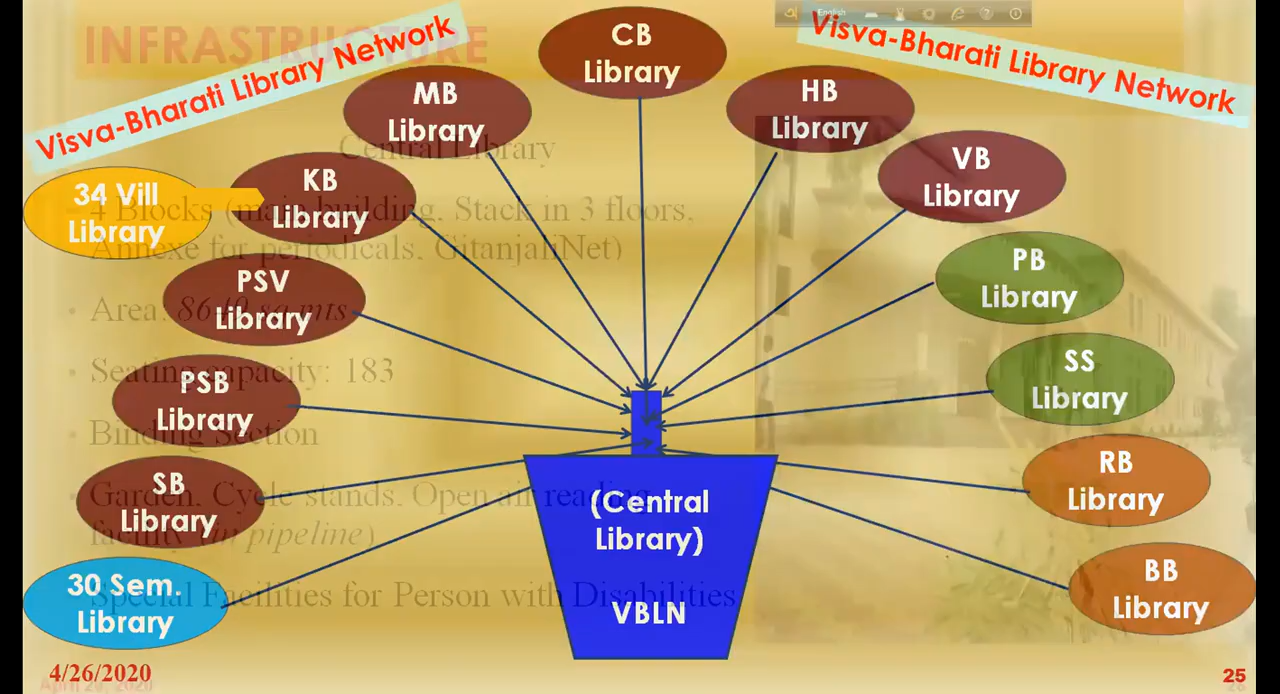 INFRASTRUCTURE
English
Visva-Bharati Library Network
Visva-Bharati Library Network
CB
Library
MB
Library
HB
Library
VB
Library
KB
Library
34 Vill
Library
PSV
Library
PB
Library
PSB
Library
SS
Library
SB
Library
RB
Library
30 Sem.
Library
BB
Library
(Central
Library)
VBLN
Central Library
4 Blocks (main building, Stack in 3 floors,
Annexe for periodicals, GitanjaliNet)
• Area: sq mts
• Seating capacity: 183
• Binding Section
Garden, Cycle stands, Open air reading
facility in pipeline)
Special Facilities for Person with Disabilities
4/26/2020
25